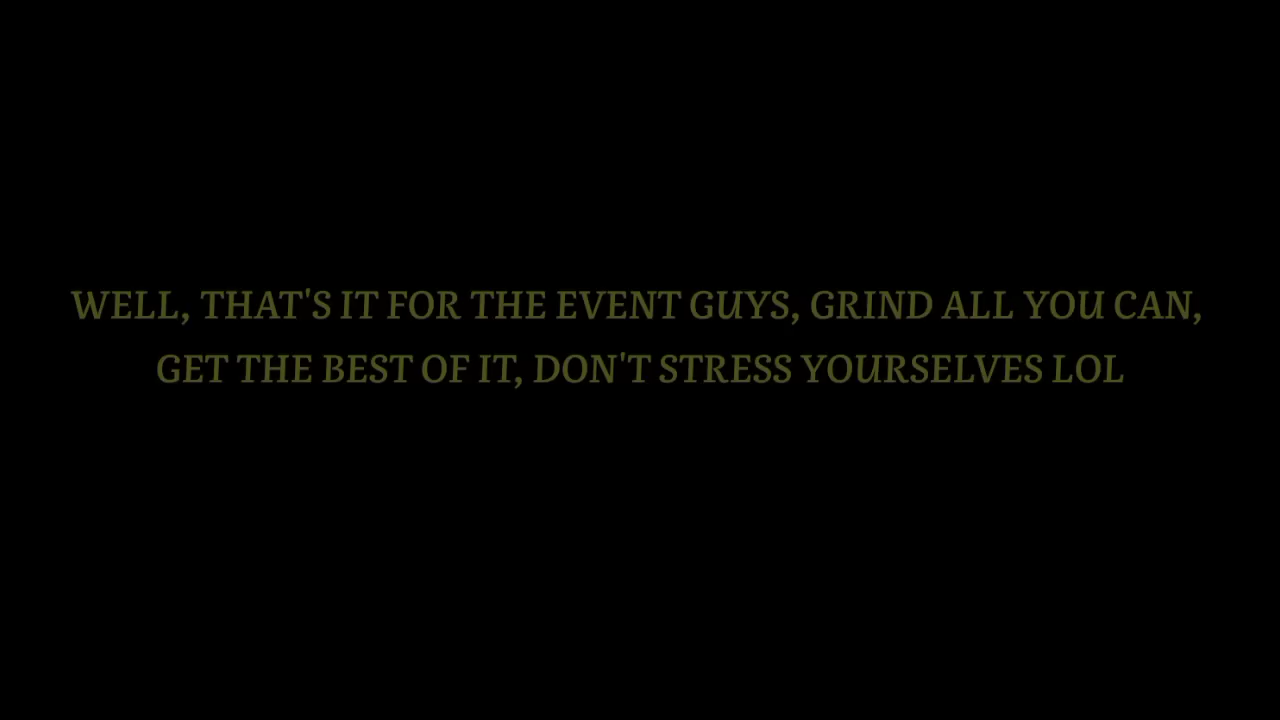 WELL, THAT'S IT FOR THE EVENT GUYS, GRIND ALL YOU CAN,
GET THE BEST OF IT, DON'T STRESS YOURSELVES LOL